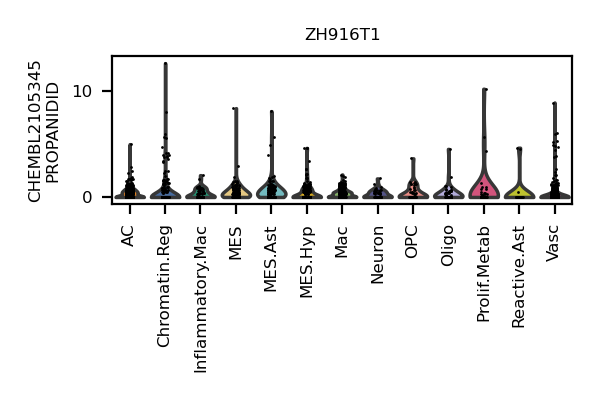 ZH916T1
CHEMBL2105345
PROPANIDID
10
0
AC
Chromatin.Reg
Inflammatory.Mac
MES
MES.Ast
MES.Hyp
Mac
Neuron
OPC
Oligo
Prolif.Metab
Reactive.Ast
Vasc